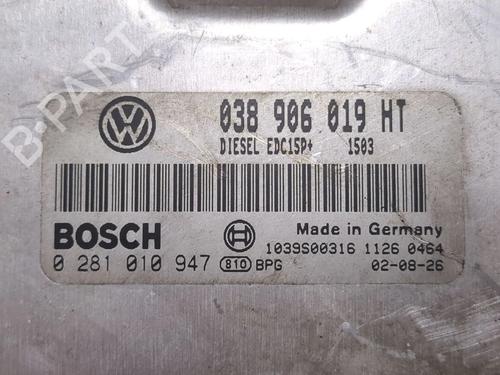 B-PARTS
038 906 019 HT
DIESEL EDC15P+ 1503
BOSCH
Made in Germany
1039S00316 1126 0464
0 281 010 947 810 BPG 02-08-26